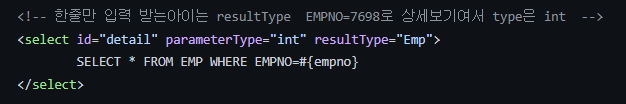 <!-- 한줄만 입력 받는아이는 resultType  EMPNO=7698로 상세보기여서 type은 int  -->
<select id="detail" parameterType="int" resultType="Emp">
        SELECT * FROM EMP WHERE EMPNO=#{empno}
</select>